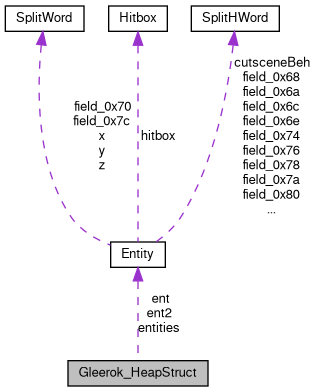 SplitWord
Hitbox
SplitHWord
field_0x70
field_0x7c
x
y
z
hitbox
cutsceneBeh
field_0x68
field_0x6a
field_0x6c
field_0x6e
field_0x74
field_0x76
field_0x78
field_0x7a
field_0x80
...
Entity
ent
ent2
entities
Gleerok_HeapStruct